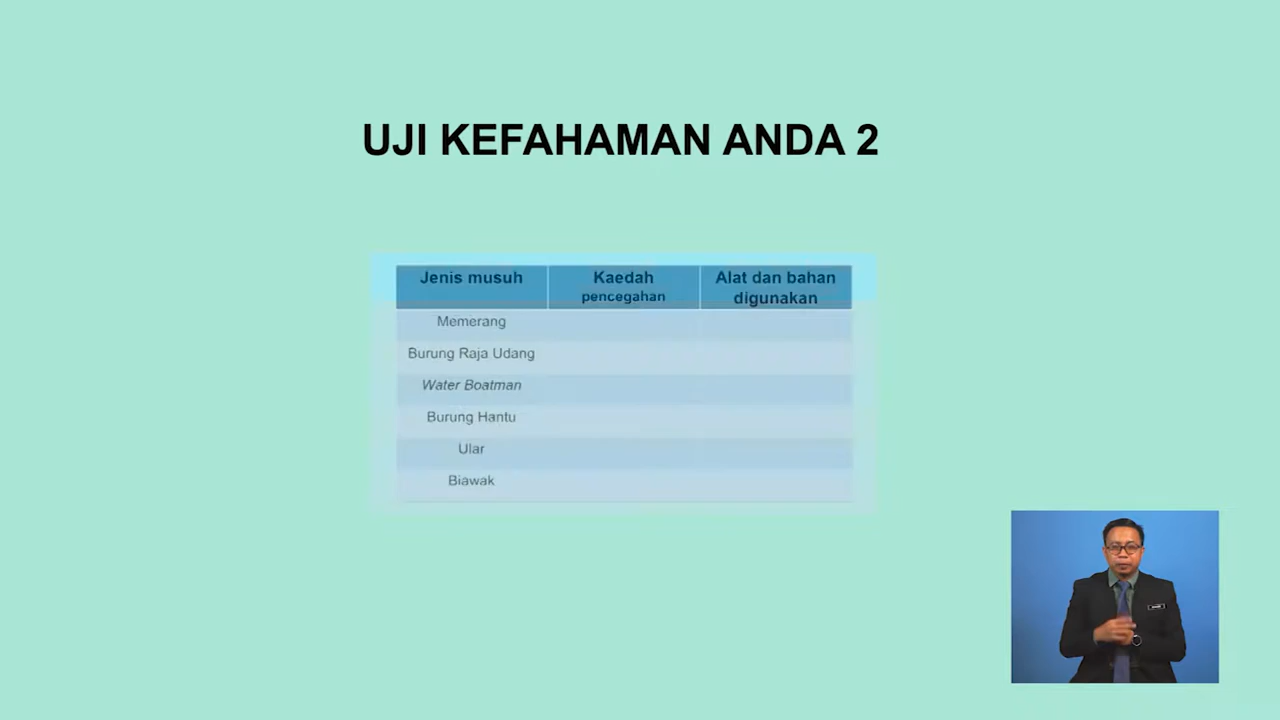 UJI KEFAHAMAN ANDA 2
Jenis musuh
Kaedah
pencegahan
Alat dan bahan
digunakan
Memerang
Burung Raja Udang
Water Boatman
Burung Hantu
Ular
Biawak